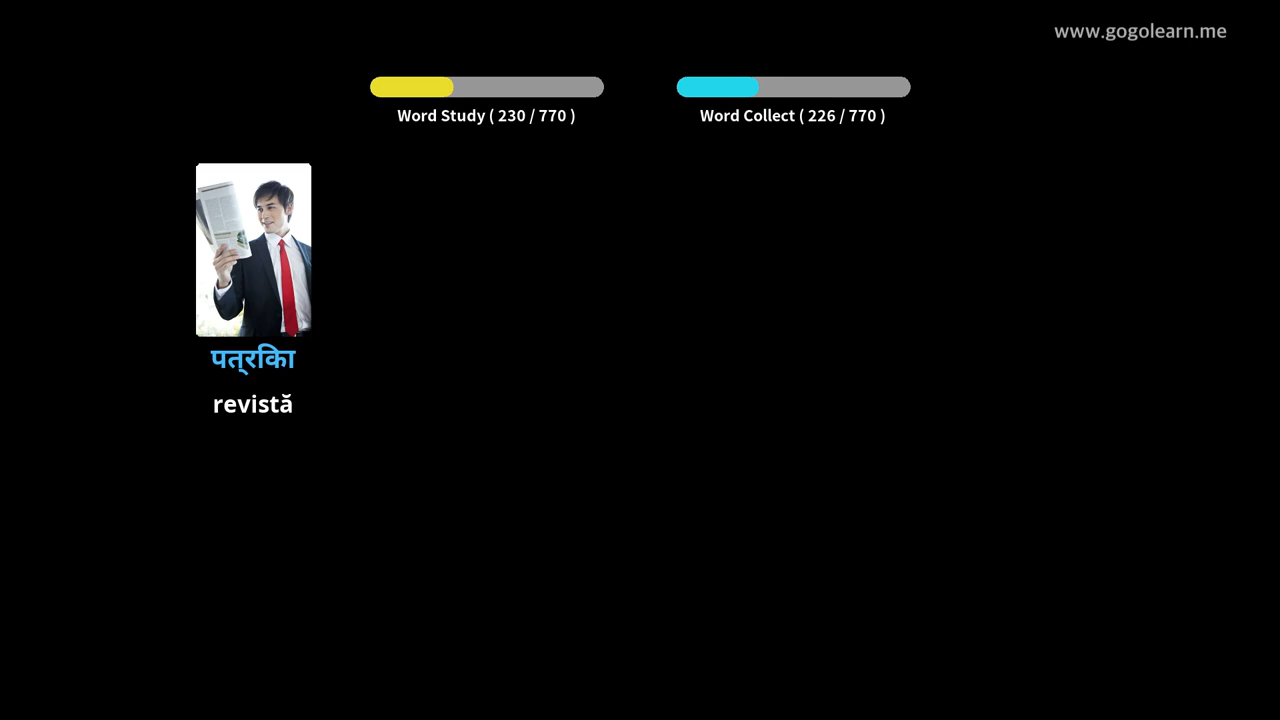 www.gogolearn.me
Word Study ( 230 / 770 )
Word Collect ( 226 / 770 )
पत्रिका
revistă